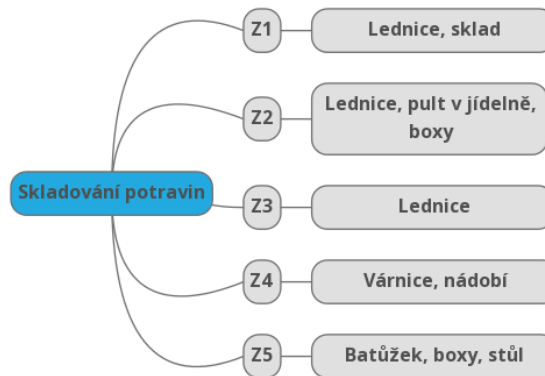 Z1
Lednice, sklad
Z2
Lednice, pult v jídelně,
boxy
Skladování potravin
Z3
Lednice
Z4
Várnice, nádobí
Z5
Batůžek, boxy, stůl